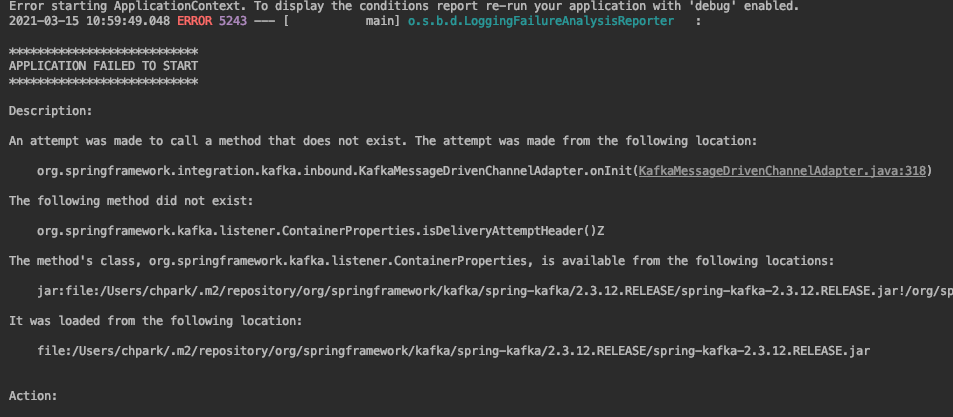 Error starting ApplicationContext. To display the conditions report re-run your application with 'debug' enabled.
2021-03-15 10:59:49.048 ERROR 5243 --- [           main] o.s.b.d.LoggingFailureAnalysisReporter   :
***************************
APPLICATION FAILED TO START
***************************
Description:
An attempt was made to call a method that does not exist. The attempt was made from the following location:
org.springframework.integration.kafka.inbound.KafkaMessageDrivenChannelAdapter.onInit(KafkaMessageDrivenChannelAdapter.java:318)
The following method did not exist:
org.springframework.kafka.listener.ContainerProperties.isDeliveryAttemptHeader()Z
The method's class, org.springframework.kafka.listener.ContainerProperties, is available from the following locations:
jar:file:/Users/chpark/.m2/repository/org/springframework/kafka/spring-kafka/2.3.12.RELEASE/spring-kafka-2.3.12.RELEASE.jar!/org/sp
It was loaded from the following location:
file:/Users/chpark/.m2/repository/org/springframework/kafka/spring-kafka/2.3.12.RELEASE/spring-kafka-2.3.12.RELEASE.jar
Action: